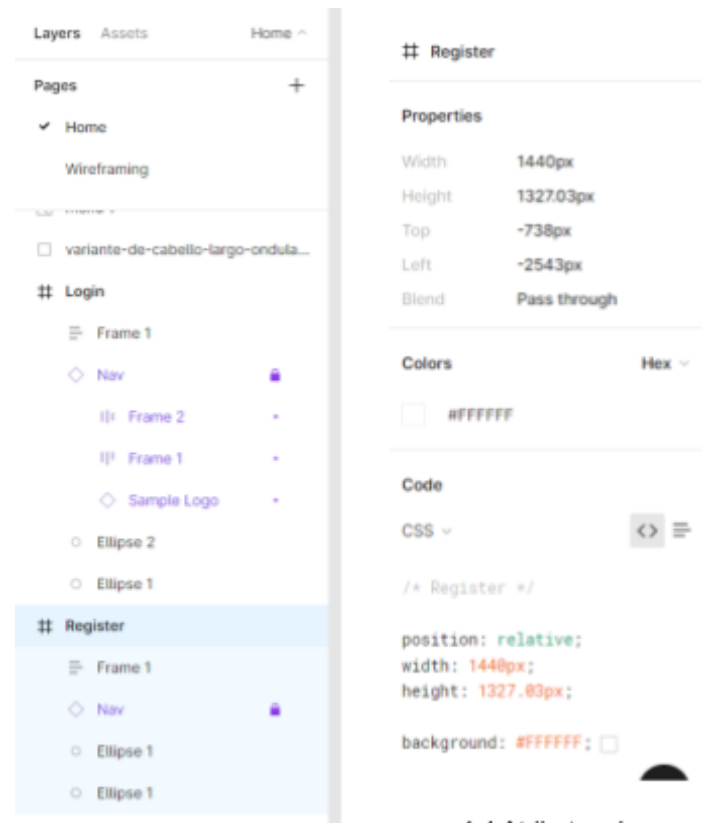 Layers Assets Home
Pages
Home
Wireframing
variante-de-cabello-largo-ondula...
Login
Frame 1
Nav
Frame 2
Frame 1
Sample Logo
Ellipse 2
Ellipse 1
Register
Frame 1
Nav
Ellipse 1
Ellipse 1
Register
Properties
Width 1440px
Height 1327.03px
Top -738px
Left -2543px
Blend Pass through
Colors Hex
#FFFFFF
Code
CSS
/* Register */
position: relative;
width: 1440px;
height: 1327.03px;
background: #FFFFFF;